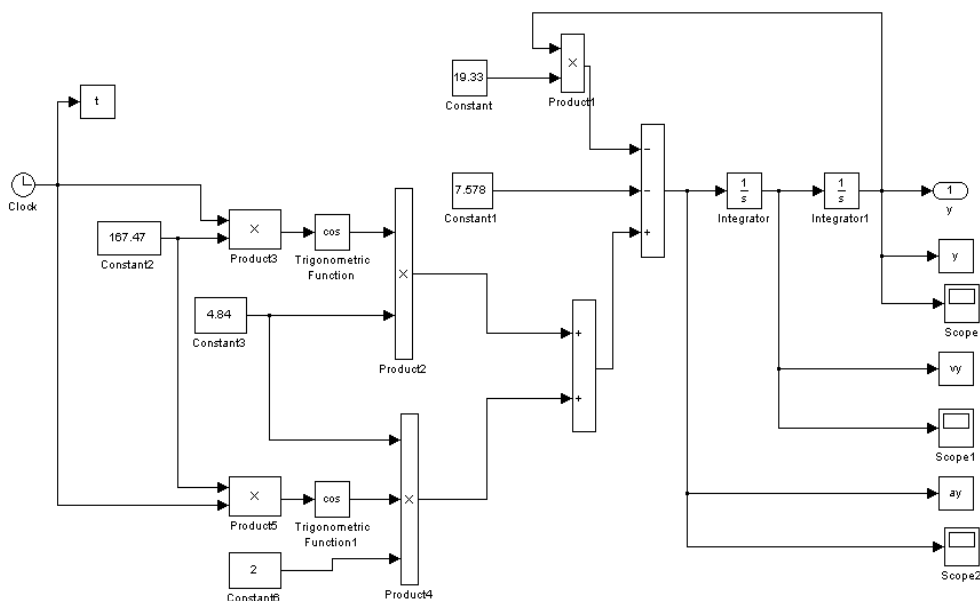 19.33
×
Constant
Product1
t
−
7.578
−
1
s
1
s
1
Clock
Constant1
Integrator
Integrator1
y
167.47
×
cos
+
Constant2
Product3
Trigonometric
Function
y
×
4.84
+
Scope
Constant3
Product2
vy
+
Scope1
×
cos
×
ay
Product5
Trigonometric
Function1
2
Scope2
Constant6
Product4